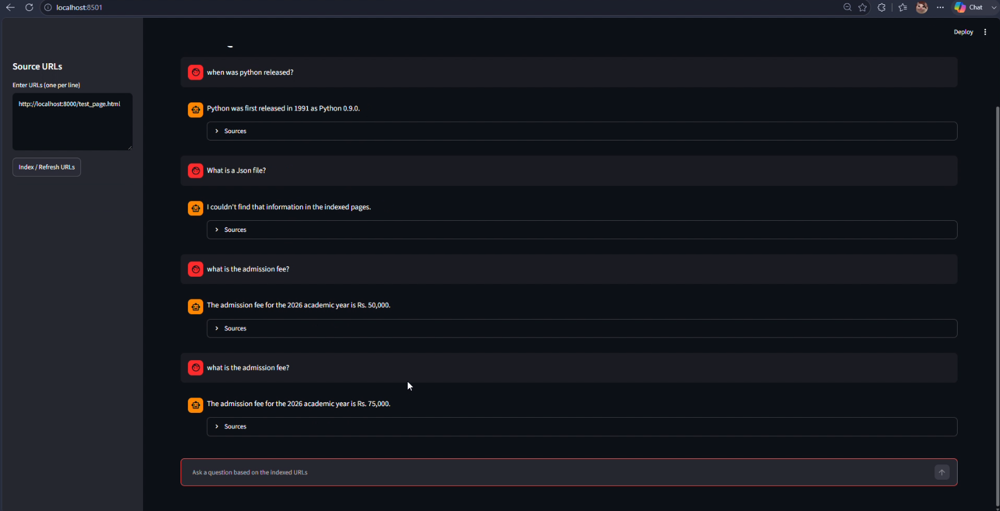 localhost:8501
Chat
Deploy
Source URLs
Enter URLs (one per line)
http://localhost:8000/test_page.html
Index / Refresh URLs
when was python released?
Python was first released in 1991 as Python 0.9.0.
Sources
What is a Json file?
I couldn't find that information in the indexed pages.
Sources
what is the admission fee?
The admission fee for the 2026 academic year is Rs. 50,000.
Sources
what is the admission fee?
The admission fee for the 2026 academic year is Rs. 75,000.
Sources
Ask a question based on the indexed URLs